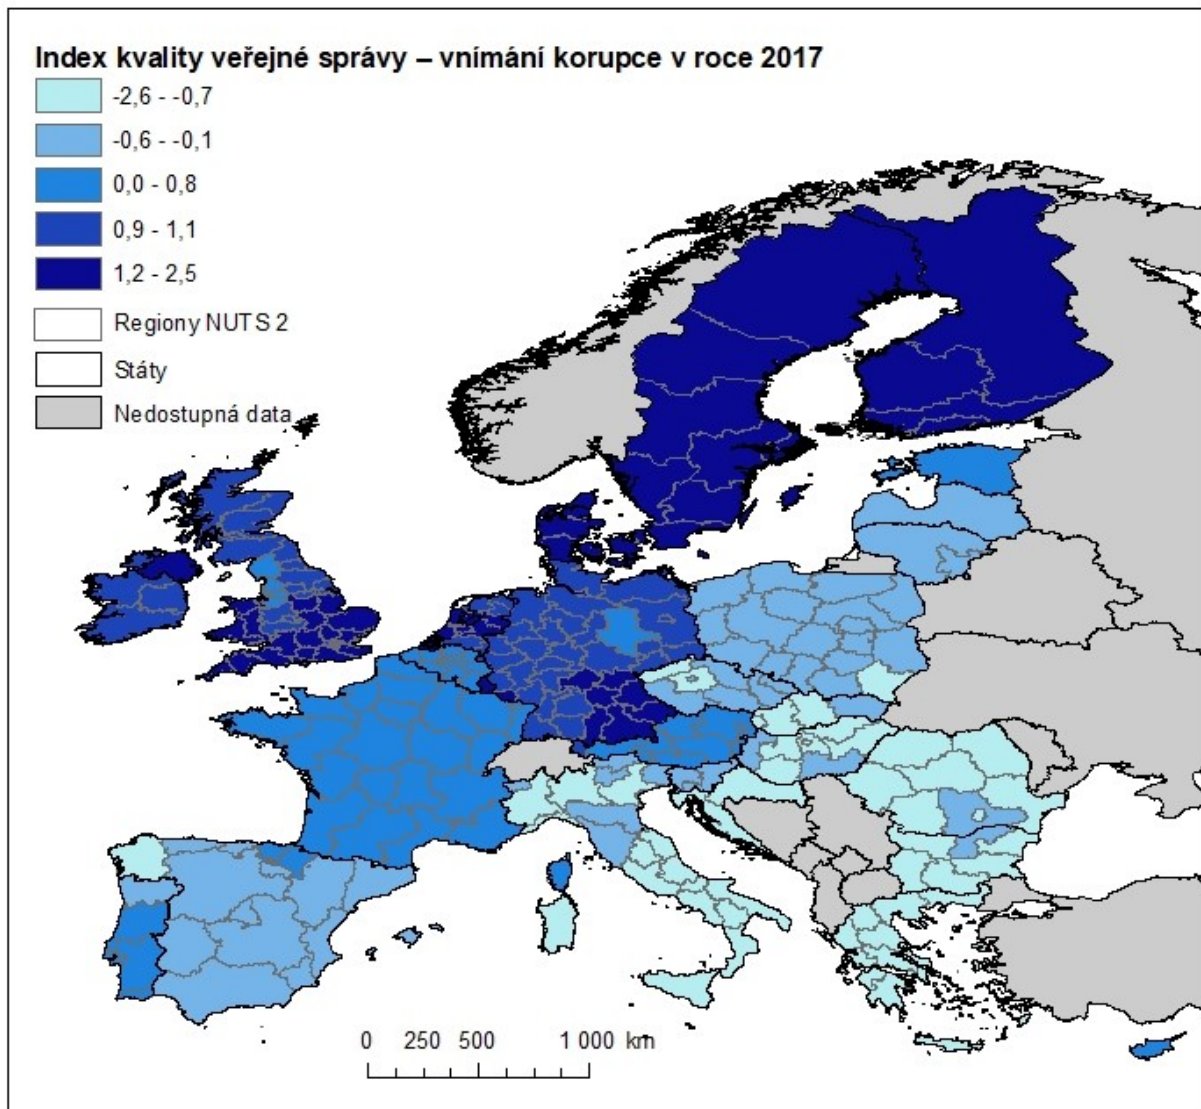 Index kvality veřejné správy – vnímání korupce v roce 2017
-2,6 - -0,7
-0,6 - -0,1
0,0 - 0,8
0,9 - 1,1
1,2 - 2,5
Regiony NUTS 2
Státy
Nedostupná data
0 250 500 1 000 km